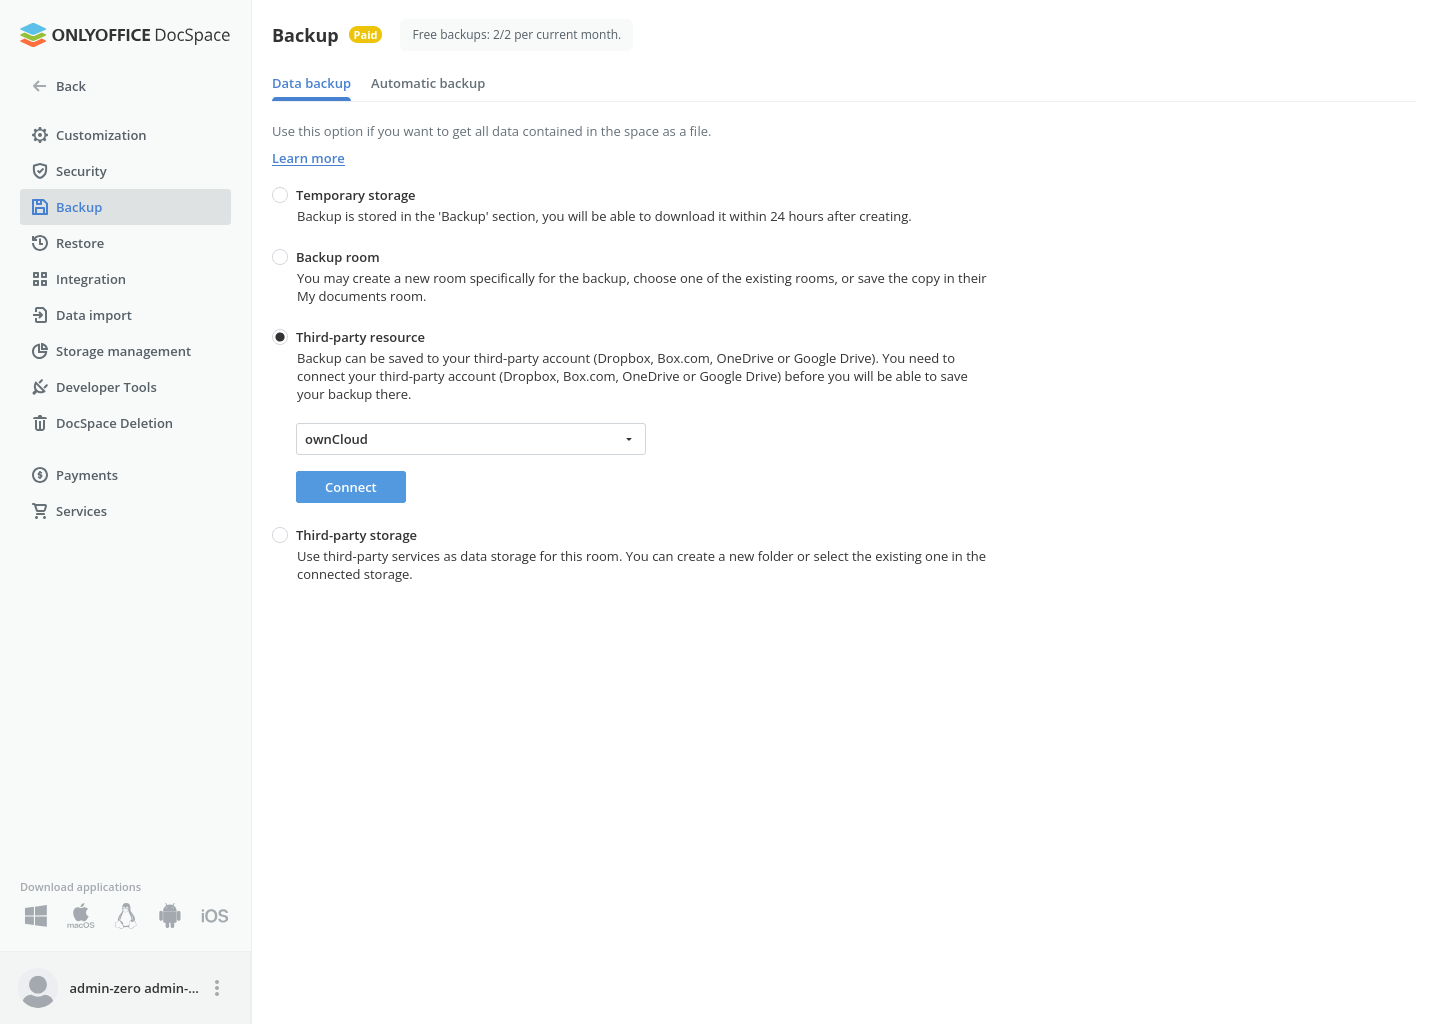 ONLYOFFICE DocSpace
Back
Customization
Security
Backup
Restore
Integration
Data import
Storage management
Developer Tools
DocSpace Deletion
Payments
Services
Download applications
macOS
iOS
admin-zero admin-...
Backup
Paid
Free backups: 2/2 per current month.
Data backup
Automatic backup
Use this option if you want to get all data contained in the space as a file.
Learn more
Temporary storage
Backup is stored in the 'Backup' section, you will be able to download it within 24 hours after creating.
Backup room
You may create a new room specifically for the backup, choose one of the existing rooms, or save the copy in their
My documents room.
Third-party resource
Backup can be saved to your third-party account (Dropbox, Box.com, OneDrive or Google Drive). You need to
connect your third-party account (Dropbox, Box.com, OneDrive or Google Drive) before you will be able to save
your backup there.
ownCloud
Connect
Third-party storage
Use third-party services as data storage for this room. You can create a new folder or select the existing one in the
connected storage.